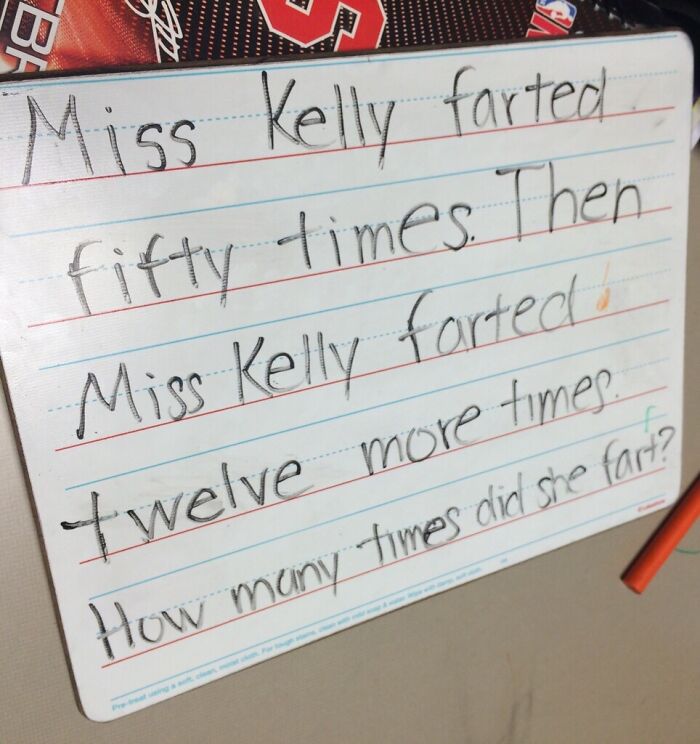 Miss Kelly farted
fifty times. Then
Miss Kelly farted
twelve more times.
How many times did she fart?